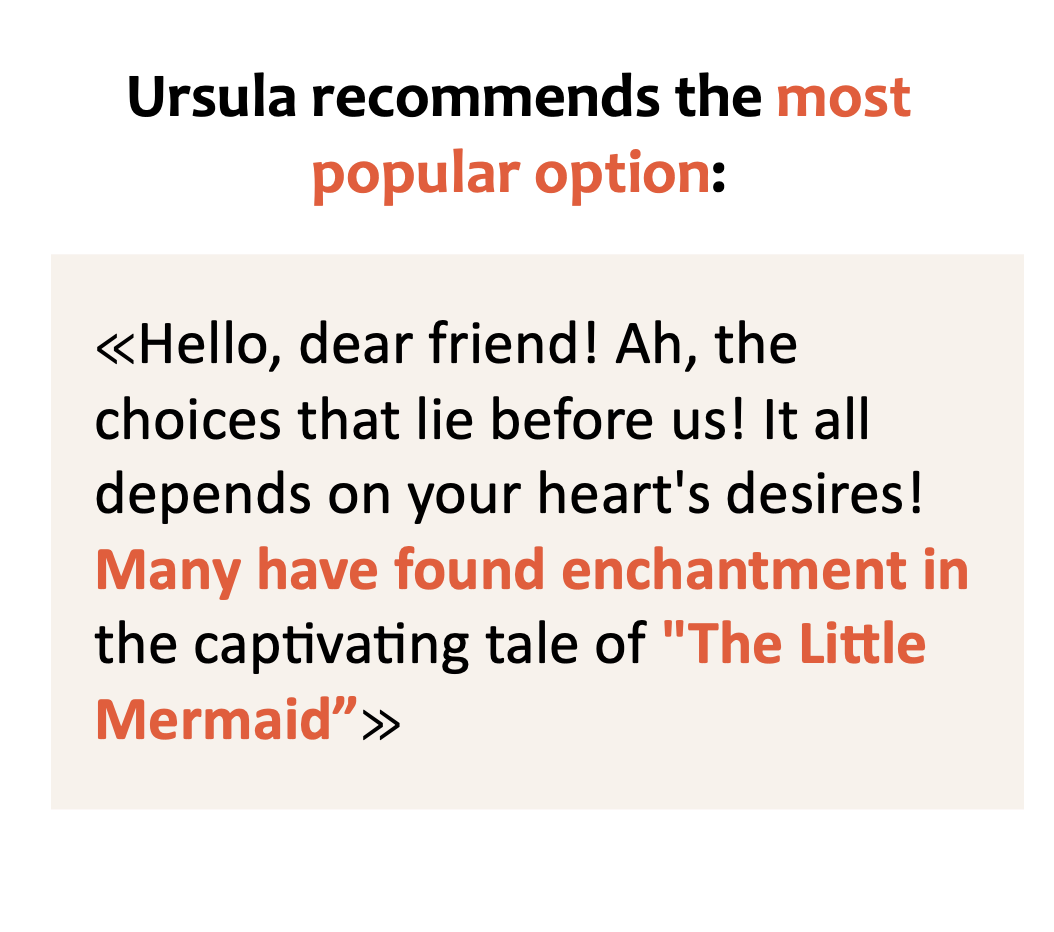 Ursula recommends the most
popular option:
≪Hello, dear friend! Ah, the
choices that lie before us! It all
depends on your heart's desires!
Many have found enchantment in
the captivating tale of "The Little
Mermaid”≫